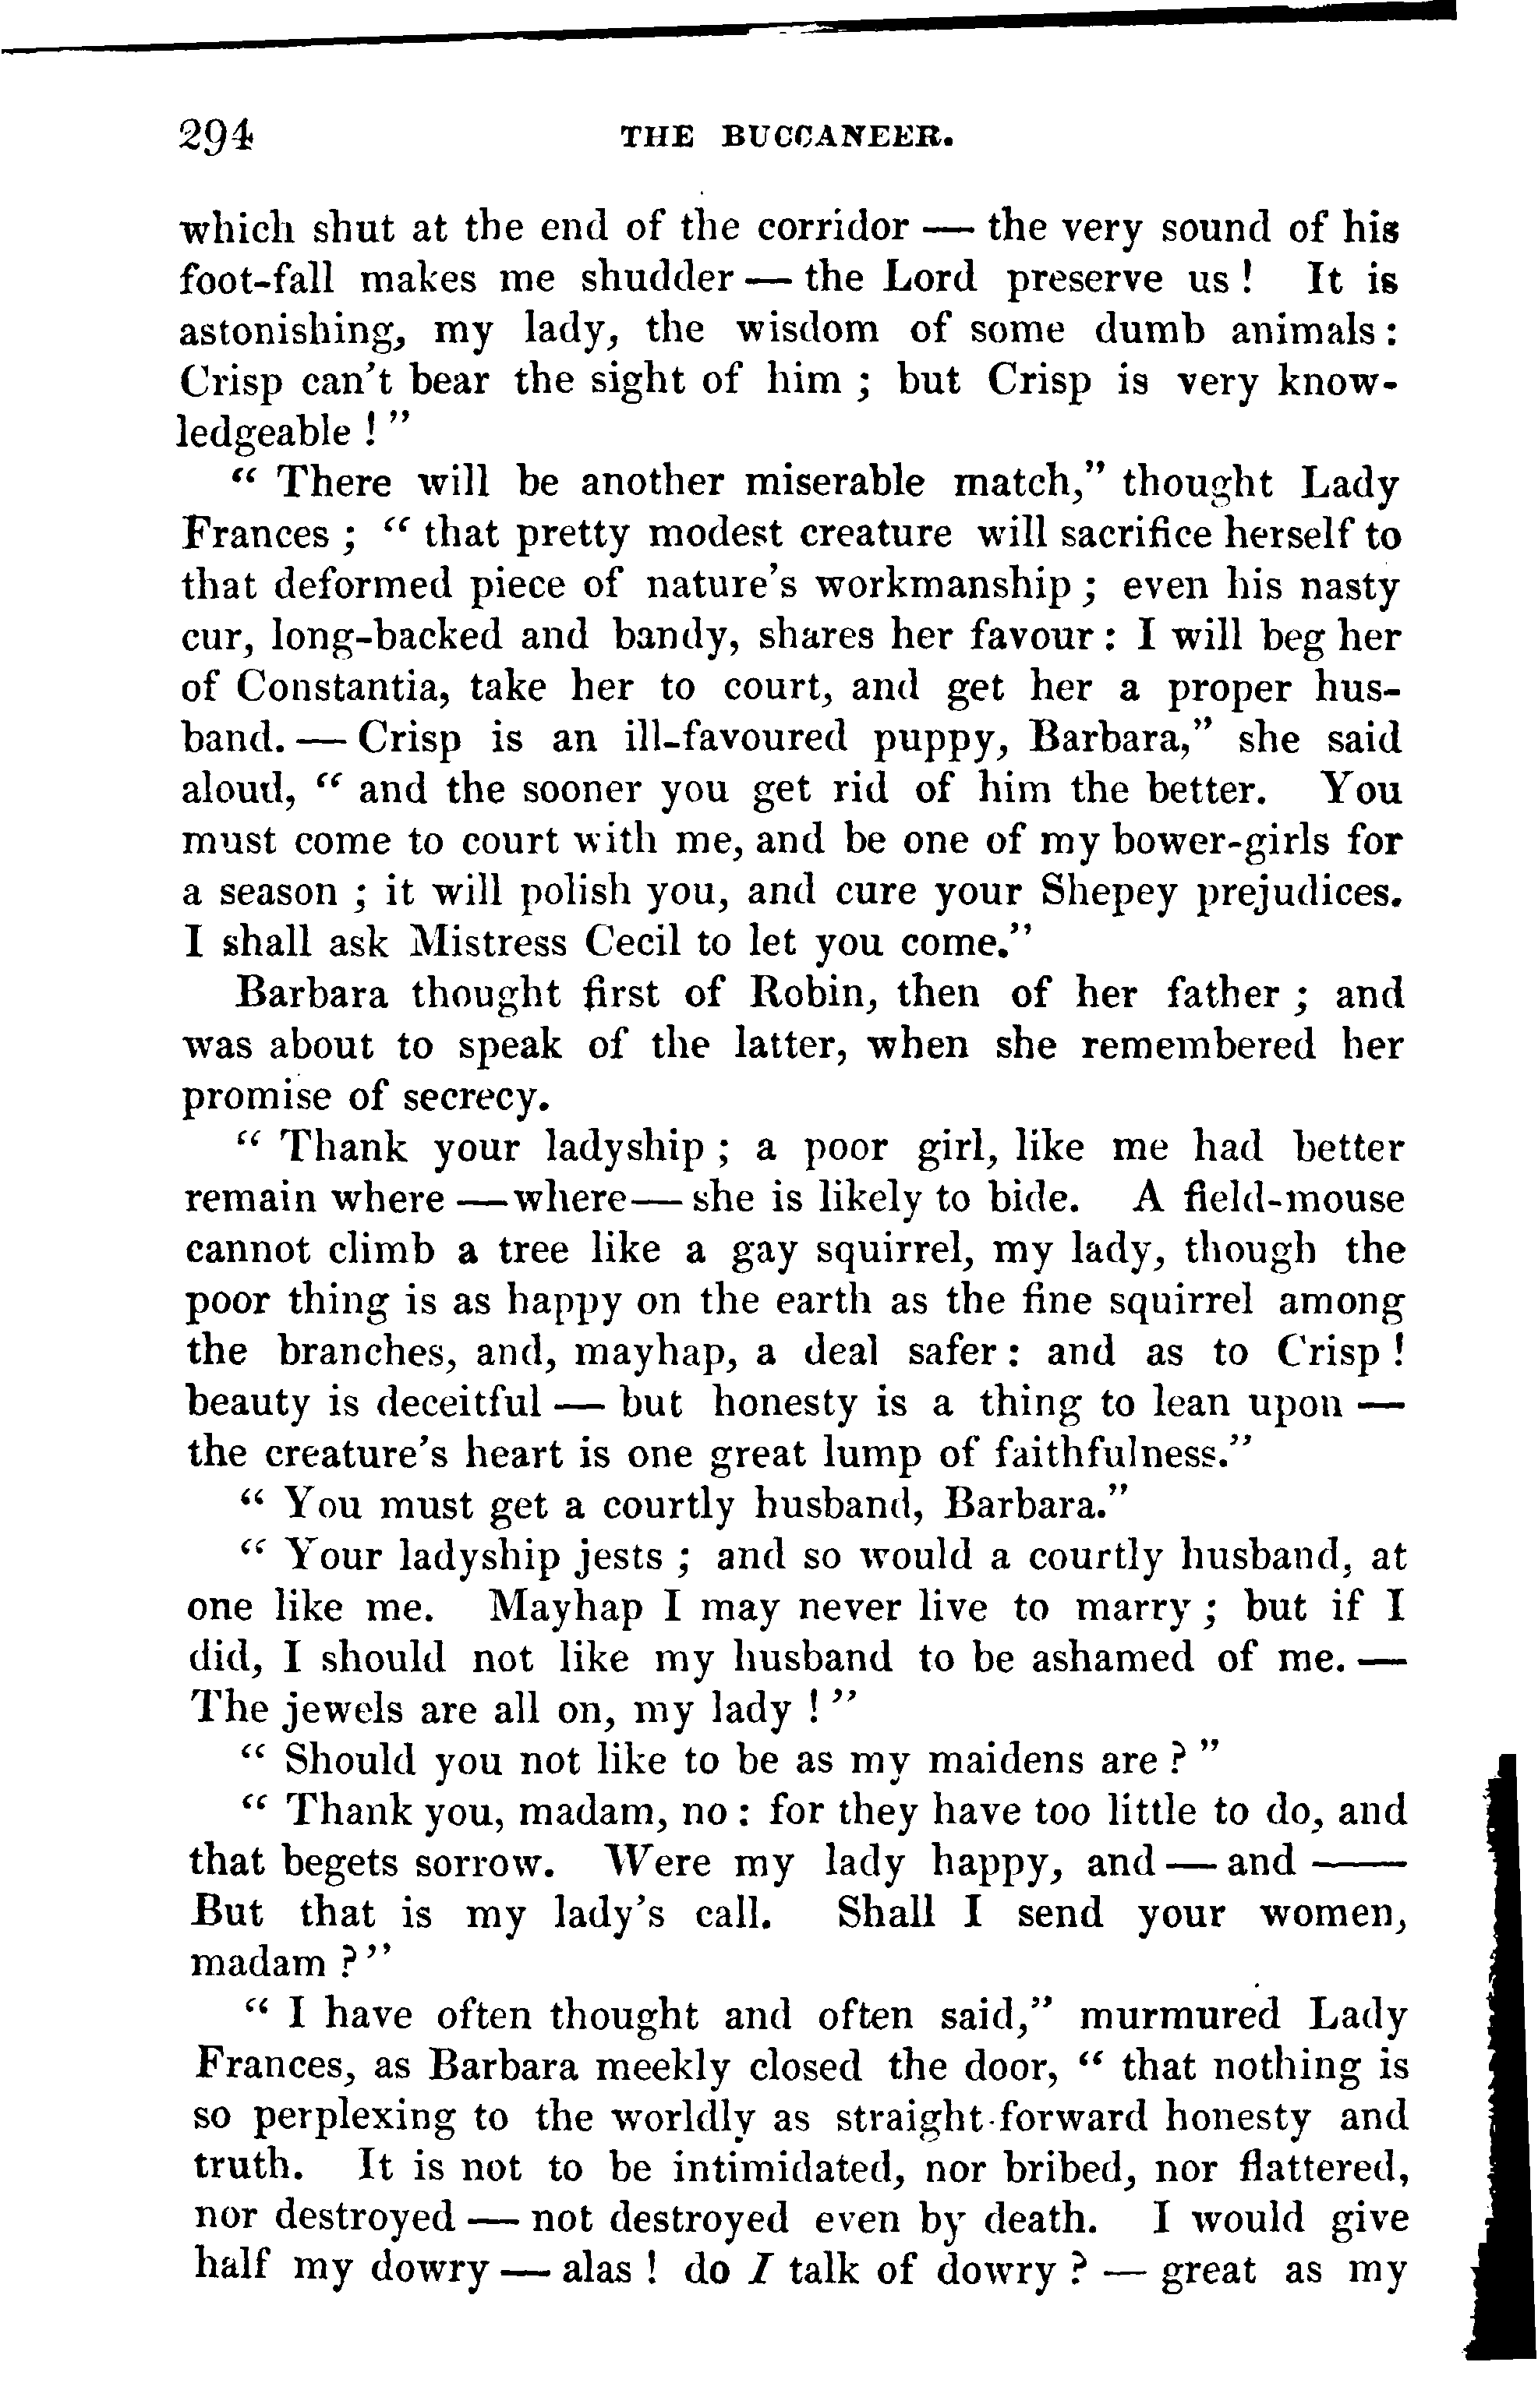 294 THE BUCCANEER.
which shut at the end of the corridor — the very sound of his
foot-fall makes me shudder — the Lord preserve us ! It is
astonishing, my lady, the wisdom of some dumb animals :
Crisp can't bear the sight of him ; but Crisp is very know-
ledgeable ! ”
“ There will be another miserable match,” thought Lady
Frances ; “ that pretty modest creature will sacrifice herself to
that deformed piece of nature's workmanship ; even his nasty
cur, long-backed and bandy, shares her favour : I will beg her
of Constantia, take her to court, and get her a proper hus-
band. — Crisp is an ill-favoured puppy, Barbara,” she said
aloud, “ and the sooner you get rid of him the better. You
must come to court with me, and be one of my bower-girls for
a season ; it will polish you, and cure your Shepey prejudices.
I shall ask Mistress Cecil to let you come.”
Barbara thought first of Robin, then of her father ; and
was about to speak of the latter, when she remembered her
promise of secrecy.
“ Thank your ladyship ; a poor girl, like me had better
remain where —where— she is likely to bide. A field-mouse
cannot climb a tree like a gay squirrel, my lady, though the
poor thing is as happy on the earth as the fine squirrel among
the branches, and, mayhap, a deal safer : and as to Crisp !
beauty is deceitful — but honesty is a thing to lean upon —
the creature's heart is one great lump of faithfulness.”
“ You must get a courtly husband, Barbara.”
“ Your ladyship jests ; and so would a courtly husband, at
one like me. Mayhap I may never live to marry ; but if I
did, I should not like my husband to be ashamed of me. —
The jewels are all on, my lady ! ”
“ Should you not like to be as my maidens are ? ”
“ Thank you, madam, no : for they have too little to do, and
that begets sorrow. Were my lady happy, and — and ——
But that is my lady's call. Shall I send your women,
madam ? ”
“ I have often thought and often said,” murmured Lady
Frances, as Barbara meekly closed the door, “ that nothing is
so perplexing to the worldly as straight-forward honesty and
truth. It is not to be intimidated, nor bribed, nor flattered,
nor destroyed — not destroyed even by death. I would give
half my dowry — alas ! do I talk of dowry ? — great as my